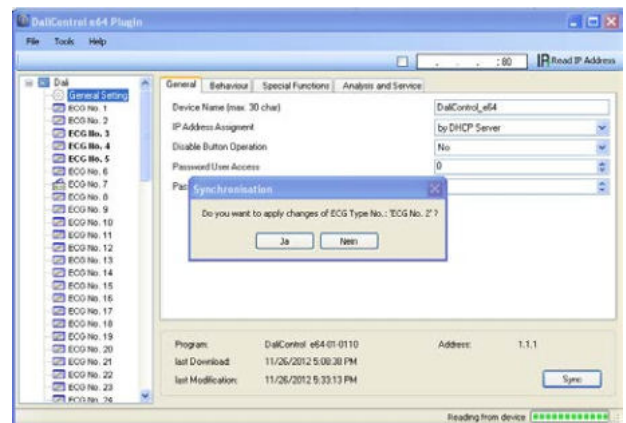 DaliControl e64 Plugin
File Tools Help
. . . :80 Read IP Address
Dali
General Setting
ECG No. 1
ECG No. 2
ECG No. 3
ECG No. 4
ECG No. 5
ECG No. 6
ECG No. 7
ECG No. 8
ECG No. 9
ECG No. 10
ECG No. 11
ECG No. 12
ECG No. 13
ECG No. 14
ECG No. 15
ECG No. 16
ECG No. 17
ECG No. 18
ECG No. 19
ECG No. 20
ECG No. 21
ECG No. 22
ECG No. 23
ECG No. 24
General Behaviour Special Functions Analysis and Service
Device Name (max. 30 char) DaliControl_e64
IP Address Assigment by DHCP Server
Disable Button Operation No
Password User Access 0
Pas
Synchronisation
Do you want to apply changes of ECG Type No.: 'ECG No. 2' ?
Ja Nein
Program: DaliControl e64-01-0110 Address: 1.1.1
last Download: 11/26/2012 5:08:38 PM
last Modification: 11/26/2012 5:33:13 PM
Sync
Reading from device